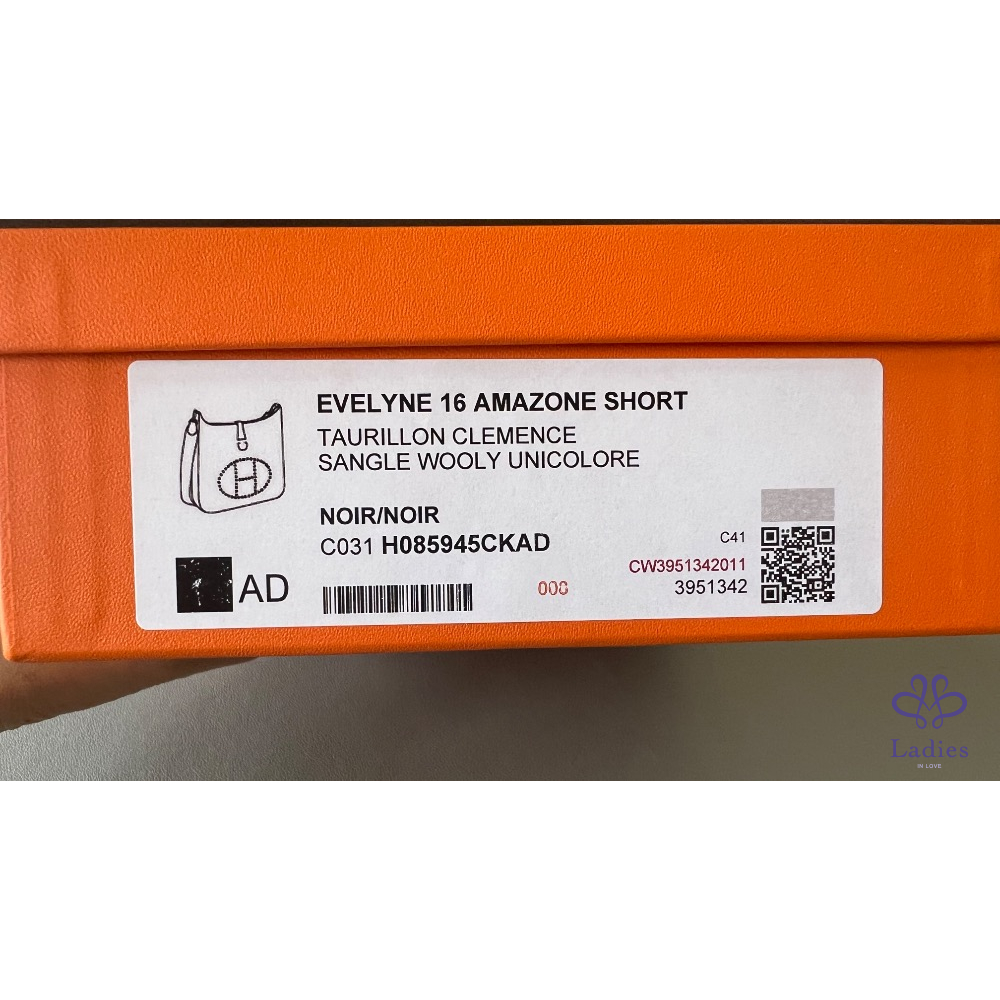 EVELYNE 16 AMAZONE SHORT
TAURILLON CLEMENCE
SANGLE WOOLY UNICOLORE
NOIR/NOIR
C031 H085945CKAD
C41
CW3951342011
3951342
AD
H
Ladies
IN LOVE